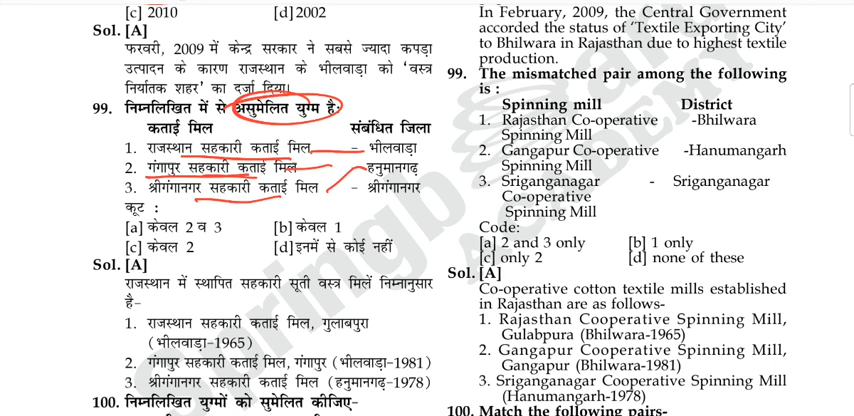 [c] 2010 [d] 2002
Sol. [A]
फरवरी, 2009 में केन्द्र सरकार ने सबसे ज्यादा कपड़ा
उत्पादन के कारण राजस्थान के भीलवाड़ा को 'वस्त्र
निर्यातक शहर' का दर्जा दिया।
99. निम्नलिखित में से असुमेलित युग्म है:
कताई मिल संबंधित जिला
1. राजस्थान सहकारी कताई मिल - भीलवाड़ा
2. गंगापुर सहकारी कताई मिल - हनुमानगढ़
3. श्रीगंगानगर सहकारी कताई मिल - श्रीगंगानगर
कूट :
[a] केवल 2 व 3 [b] केवल 1
[c] केवल 2 [d] इनमें से कोई नहीं
Sol. [A]
राजस्थान में स्थापित सहकारी सूती वस्त्र मिलें निम्नानुसार
है-
1. राजस्थान सहकारी कताई मिल, गुलाबपुरा
(भीलवाड़ा-1965)
2. गंगापुर सहकारी कताई मिल, गंगापुर (भीलवाड़ा-1981)
3. श्रीगंगानगर सहकारी कताई मिल (हनुमानगढ़-1978)
100. निम्नलिखित युग्मों को सुमेलित कीजिए-
In February, 2009, the Central Government
accorded the status of 'Textile Exporting City'
to Bhilwara in Rajasthan due to highest textile
production.
99. The mismatched pair among the following
is :
Spinning mill District
1. Rajasthan Co-operative -Bhilwara
Spinning Mill
2. Gangapur Co-operative -Hanumangarh
Spinning Mill
3. Sriganganagar - Sriganganagar
Co-operative
Spinning Mill
Code:
[a] 2 and 3 only [b] 1 only
[c] only 2 [d] none of these
Sol. [A]
Co-operative cotton textile mills established
in Rajasthan are as follows-
1. Rajasthan Cooperative Spinning Mill,
Gulabpura (Bhilwara-1965)
2. Gangapur Cooperative Spinning Mill,
Gangapur (Bhilwara-1981)
3. Sriganganagar Cooperative Spinning Mill
(Hanumangarh-1978)
100. Match the following pairs-
Springboard
ACADEMY